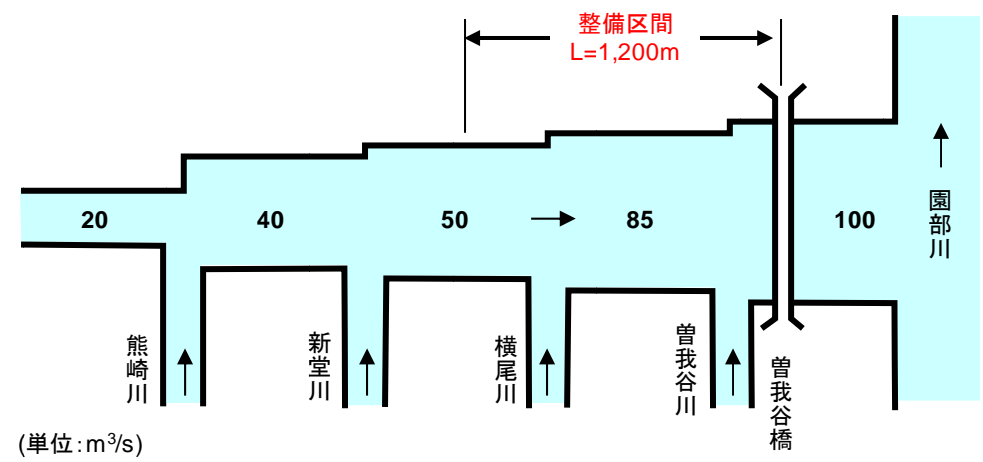 整備区間
L=1,200m
20
40
50
85
100
園部川
熊崎川
新堂川
横尾川
曽我谷川
曽我谷橋
(単位:m³/s)